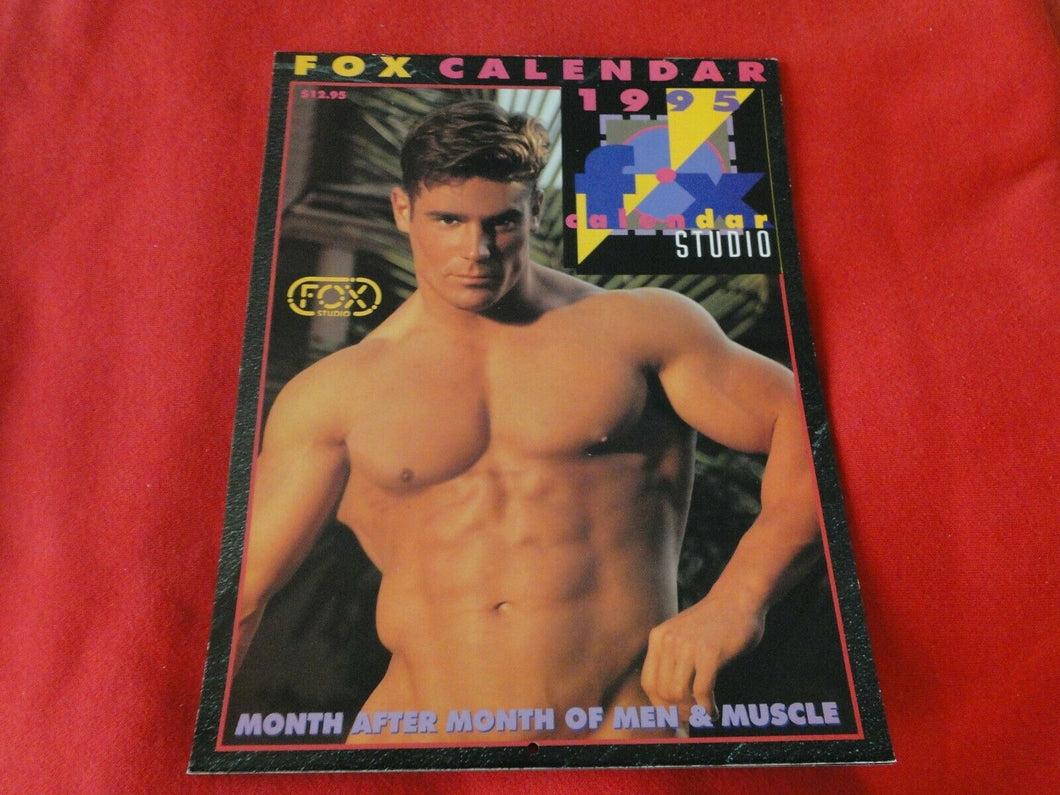 FOX CALENDAR
$12.95
1995
fox
calendar
STUDIO
FOX
STUDIO
MONTH AFTER MONTH OF MEN & MUSCLE